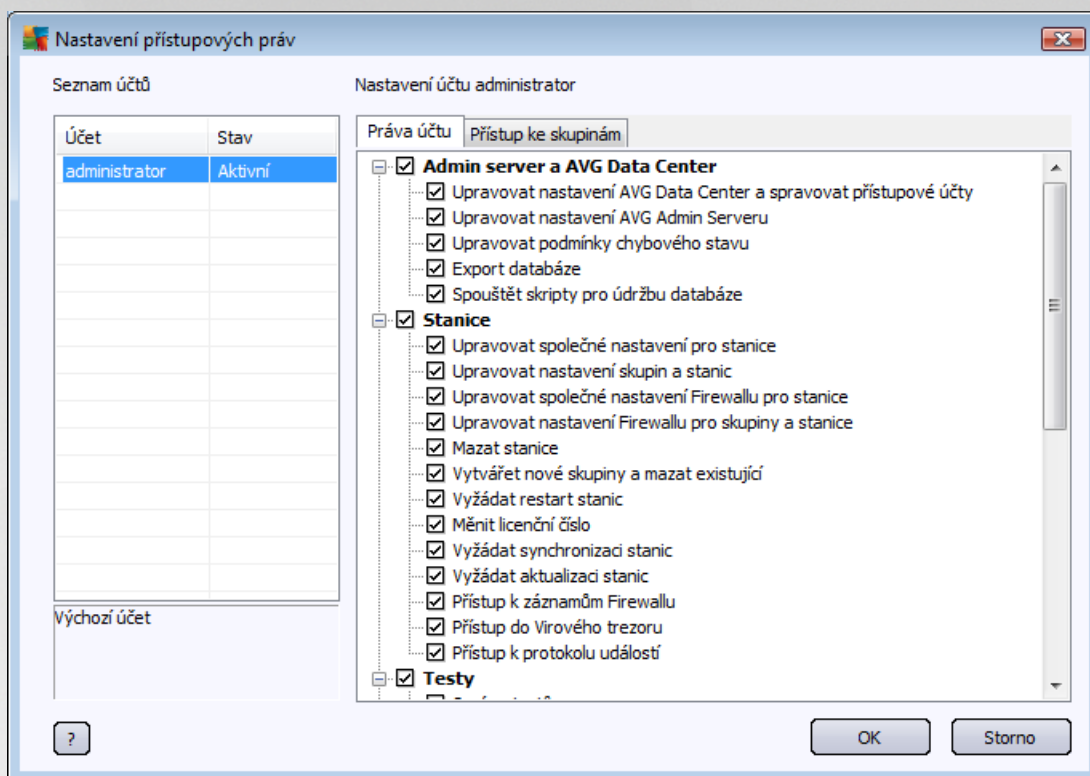 Nastavení přístupových práv
Seznam účtů
Nastavení účtu administrator
Účet Stav
administrator Aktivní
Výchozí účet
Práva účtu Přístup ke skupinám
Admin server a AVG Data Center
Upravovat nastavení AVG Data Center a spravovat přístupové účty
Upravovat nastavení AVG Admin Serveru
Upravovat podmínky chybového stavu
Export databáze
Spouštět skripty pro údržbu databáze
Stanice
Upravovat společné nastavení pro stanice
Upravovat nastavení skupin a stanic
Upravovat společné nastavení Firewallu pro stanice
Upravovat nastavení Firewallu pro skupiny a stanice
Mazat stanice
Vytvářet nové skupiny a mazat existující
Vyžádat restart stanic
Měnit licenční číslo
Vyžádat synchronizaci stanic
Vyžádat aktualizaci stanic
Přístup k záznamům Firewallu
Přístup do Virového trezoru
Přístup k protokolu událostí
Testy
?
OK
Storno